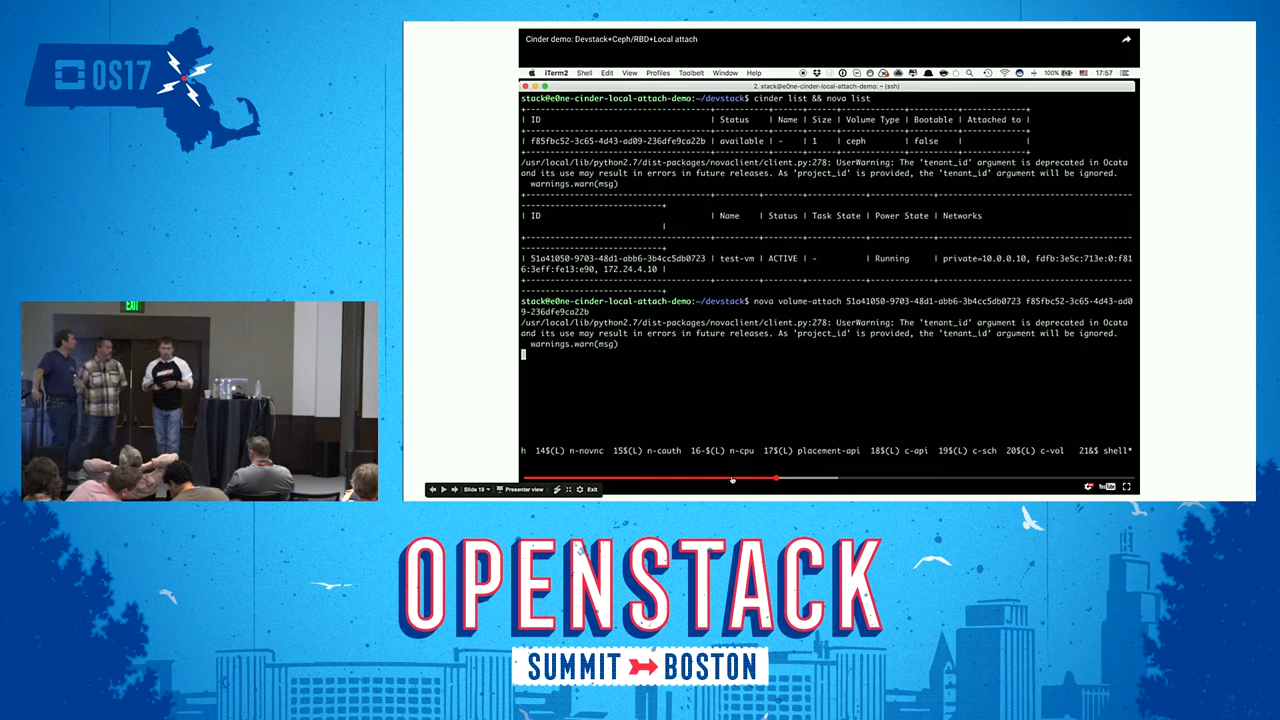 OS17
EXIT
Cinder demo: Devstack+Ceph/RBD+Local attach
iTerm2 Shell Edit View Profiles Toolbelt Window Help 100% 17:57
2. stack@e0ne-cinder-local-attach-demo: ~ (ssh)
stack@e0ne-cinder-local-attach-demo:~/devstack$ cinder list && nova list
| ID | Status | Name | Size | Volume Type | Bootable | Attached to |
| f85fbc52-3c65-4d43-ad09-236dfe9ca22b | available | - | 1 | ceph | false | |
/usr/local/lib/python2.7/dist-packages/novaclient/client.py:278: UserWarning: The 'tenant_id' argument is deprecated in Ocata
and its use may result in errors in future releases. As 'project_id' is provided, the 'tenant_id' argument will be ignored.
warnings.warn(msg)
| ID | Name | Status | Task State | Power State | Networks
|
| 51a41050-9703-48d1-abb6-3b4cc5db0723 | test-vm | ACTIVE | - | Running | private=10.0.0.10, fdfb:3e5c:713e:0:f81
6:3eff:fe13:e90, 172.24.4.10 |
stack@e0ne-cinder-local-attach-demo:~/devstack$ nova volume-attach 51a41050-9703-48d1-abb6-3b4cc5db0723 f85fbc52-3c65-4d43-ad0
9-236dfe9ca22b
/usr/local/lib/python2.7/dist-packages/novaclient/client.py:278: UserWarning: The 'tenant_id' argument is deprecated in Ocata
and its use may result in errors in future releases. As 'project_id' is provided, the 'tenant_id' argument will be ignored.
warnings.warn(msg)
h 14$(L) n-novnc 15$(L) n-cauth 16-$(L) n-cpu 17$(L) placement-api 18$(L) c-api 19$(L) c-sch 20$(L) c-vol 21&$ shell*
Slide 19 Presenter view Exit
YouTube
OPENSTACK
SUMMIT BOSTON